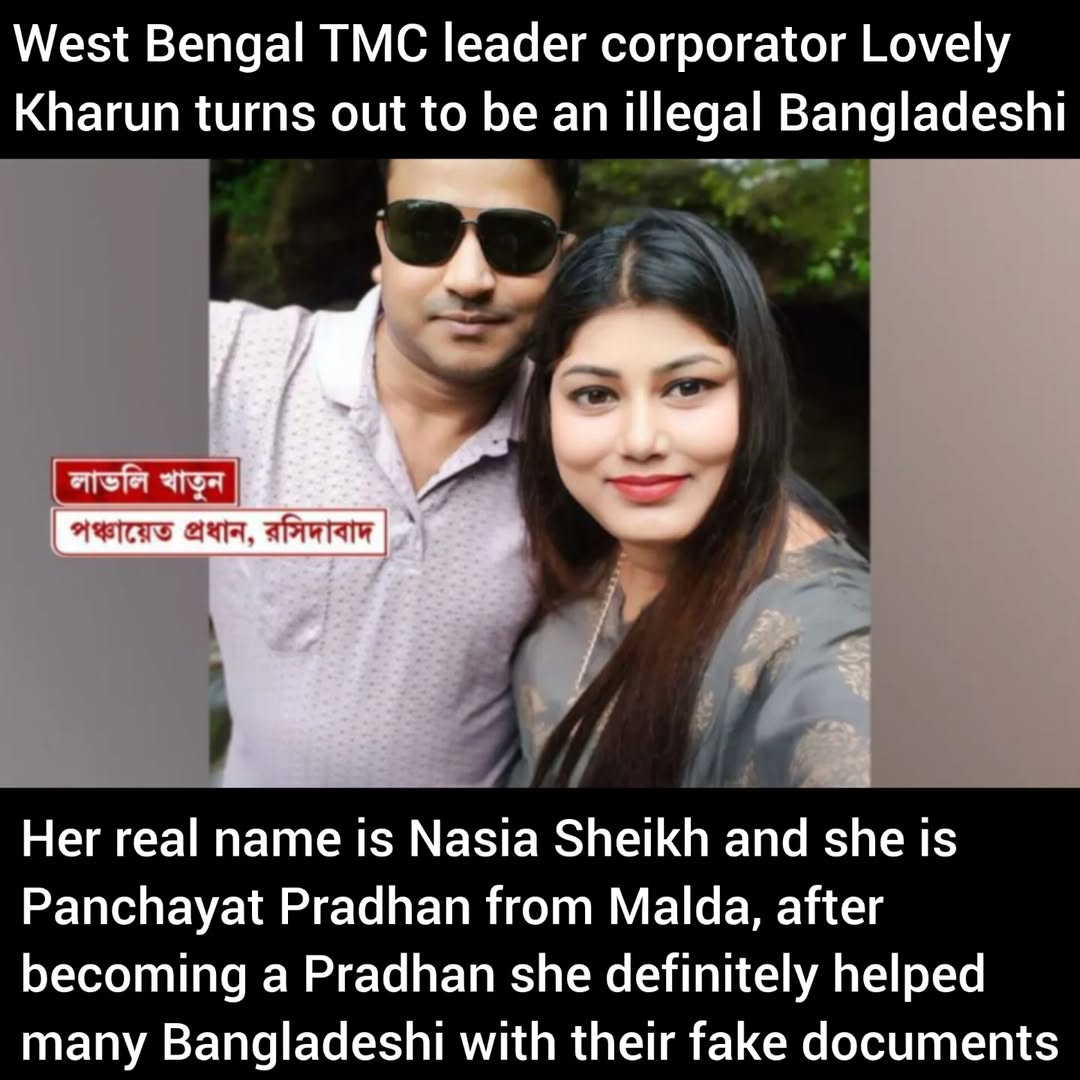 West Bengal TMC leader corporator Lovely
Kharun turns out to be an illegal Bangladeshi
লাভলি খাতুন
পঞ্চায়েত প্রধান, রসিদাবাদ
Her real name is Nasia Sheikh and she is
Panchayat Pradhan from Malda, after
becoming a Pradhan she definitely helped
many Bangladeshi with their fake documents